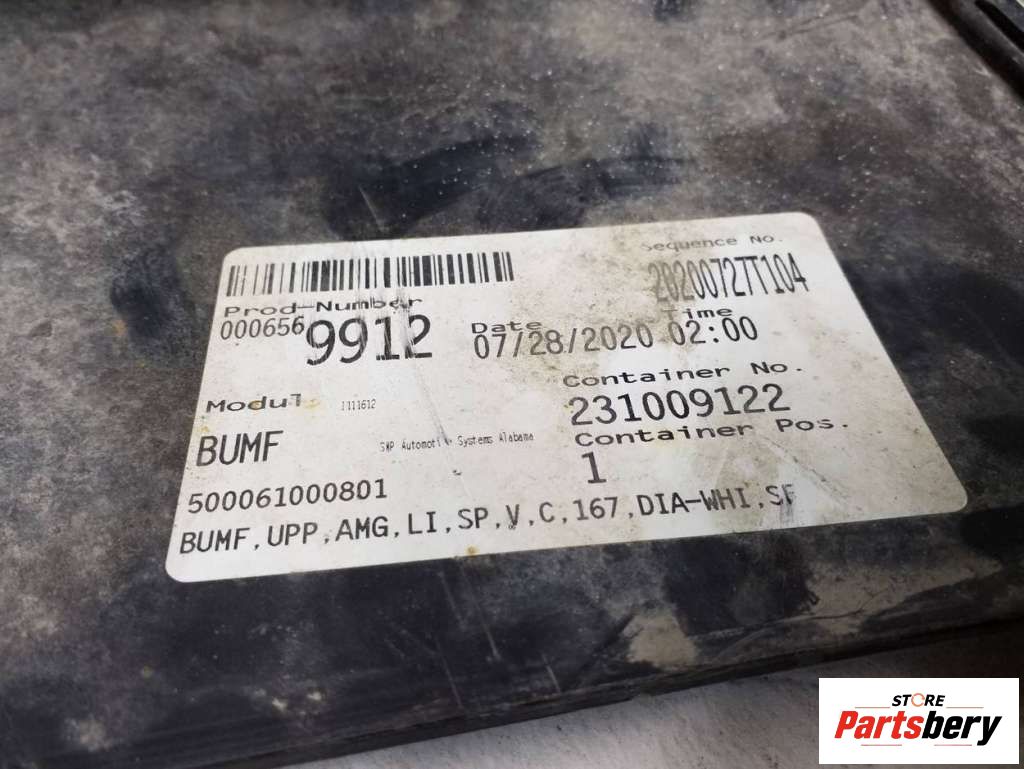 Sequence No.
20200727T104
Prod-Number
000656 9912
Date
07/28/2020
Time
02:00
Container No.
231009122
Modul 1111612
BUMF
SMP Automotive Systems Alabama
Container Pos.
1
500061000801
BUMF,UPP,AMG,LI,SP,V,C,167,DIA-WHI,SF
STORE
Partsbery